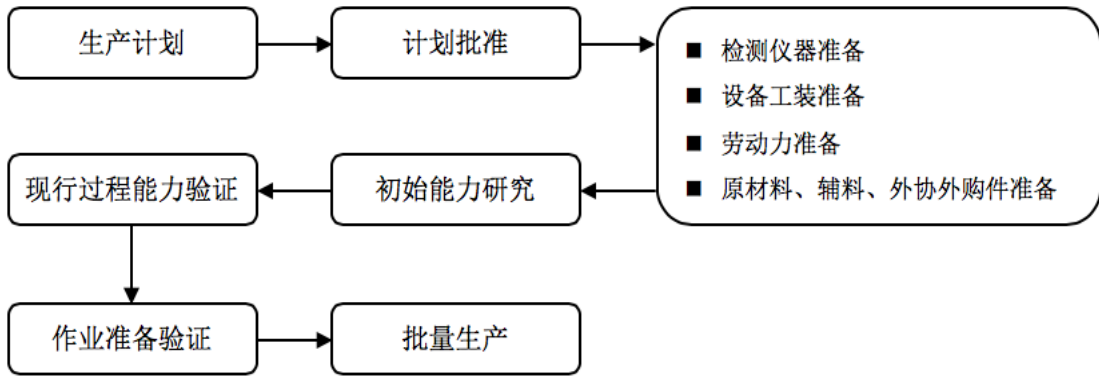 生产计划
计划批准
■ 检测仪器准备
■ 设备工装准备
■ 劳动力准备
■ 原材料、辅料、外协外购件准备
初始能力研究
现行过程能力验证
作业准备验证
批量生产